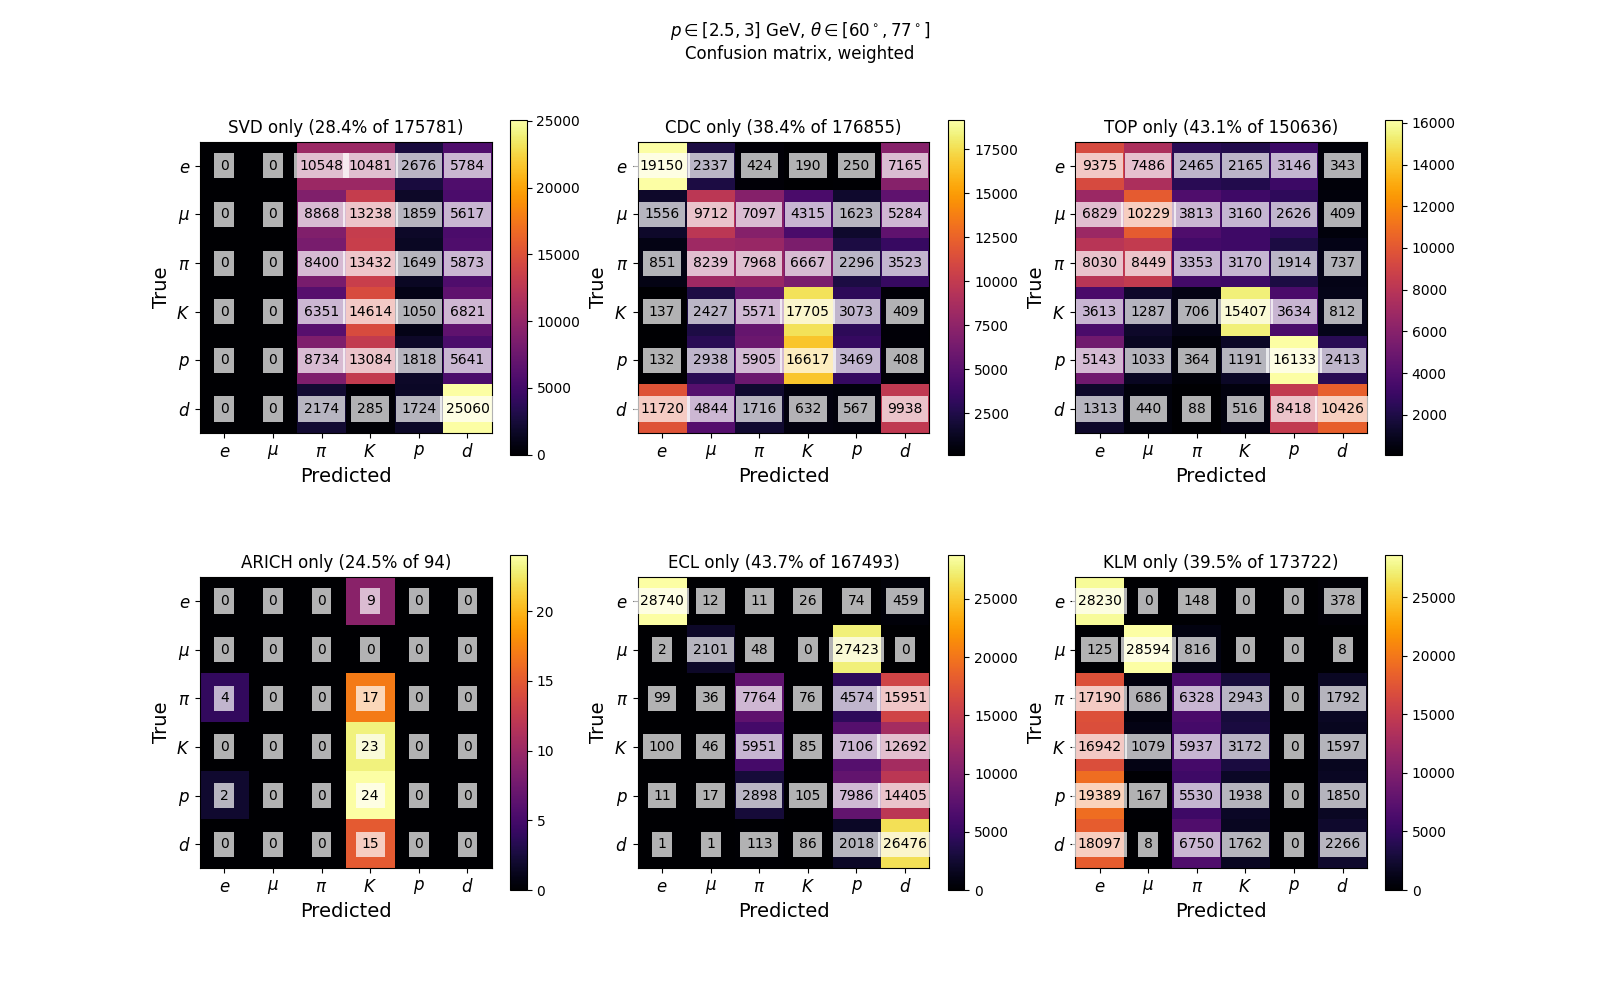 p ∈ [2.5, 3] GeV, θ ∈ [60°, 77°]
Confusion matrix, weighted
SVD only (28.4% of 175781)
True
e 0 0 10548 10481 2676 5784
μ 0 0 8868 13238 1859 5617
π 0 0 8400 13432 1649 5873
K 0 0 6351 14614 1050 6821
p 0 0 8734 13084 1818 5641
d 0 0 2174 285 1724 25060
e μ π K p d
Predicted
25000
20000
15000
10000
5000
0
CDC only (38.4% of 176855)
True
e 19150 2337 424 190 250 7165
μ 1556 9712 7097 4315 1623 5284
π 851 8239 7968 6667 2296 3523
K 137 2427 5571 17705 3073 409
p 132 2938 5905 16617 3469 408
d 11720 4844 1716 632 567 9938
e μ π K p d
Predicted
17500
15000
12500
10000
7500
5000
2500
TOP only (43.1% of 150636)
True
e 9375 7486 2465 2165 3146 343
μ 6829 10229 3813 3160 2626 409
π 8030 8449 3353 3170 1914 737
K 3613 1287 706 15407 3634 812
p 5143 1033 364 1191 16133 2413
d 1313 440 88 516 8418 10426
e μ π K p d
Predicted
16000
14000
12000
10000
8000
6000
4000
2000
ARICH only (24.5% of 94)
True
e 0 0 0 9 0 0
μ 0 0 0 0 0 0
π 4 0 0 17 0 0
K 0 0 0 23 0 0
p 2 0 0 24 0 0
d 0 0 0 15 0 0
e μ π K p d
Predicted
20
15
10
5
0
ECL only (43.7% of 167493)
True
e 28740 12 11 26 74 459
μ 2 2101 48 0 27423 0
π 99 36 7764 76 4574 15951
K 100 46 5951 85 7106 12692
p 11 17 2898 105 7986 14405
d 1 1 113 86 2018 26476
e μ π K p d
Predicted
25000
20000
15000
10000
5000
0
KLM only (39.5% of 173722)
True
e 28230 0 148 0 0 378
μ 125 28594 816 0 0 8
π 17190 686 6328 2943 0 1792
K 16942 1079 5937 3172 0 1597
p 19389 167 5530 1938 0 1850
d 18097 8 6750 1762 0 2266
e μ π K p d
Predicted
25000
20000
15000
10000
5000
0